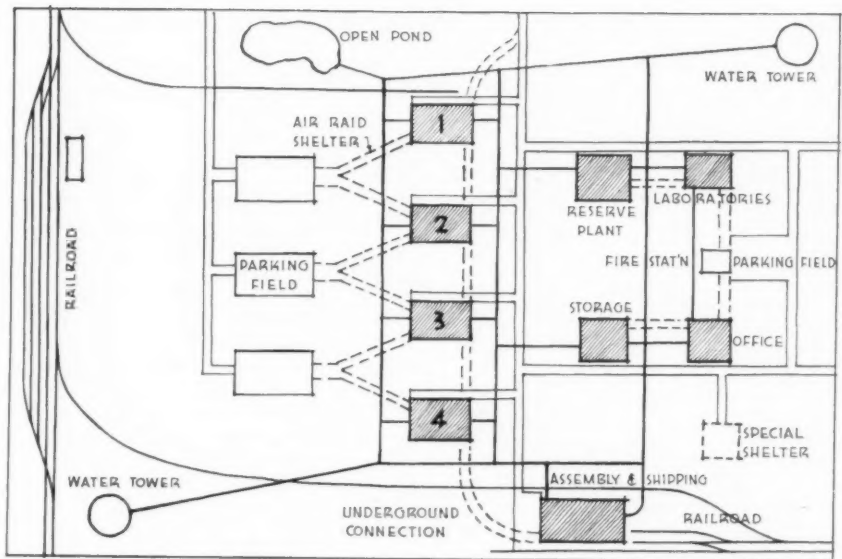 OPEN POND
WATER TOWER
AIR RAID
SHELTER
1
RESERVE
PLANT
LABORATORIES
2
RAILROAD
PARKING
FIELD
FIRE STAT'N
PARKING FIELD
STORAGE
3
OFFICE
4
SPECIAL
SHELTER
WATER TOWER
ASSEMBLY & SHIPPING
UNDERGROUND
CONNECTION
RAILROAD